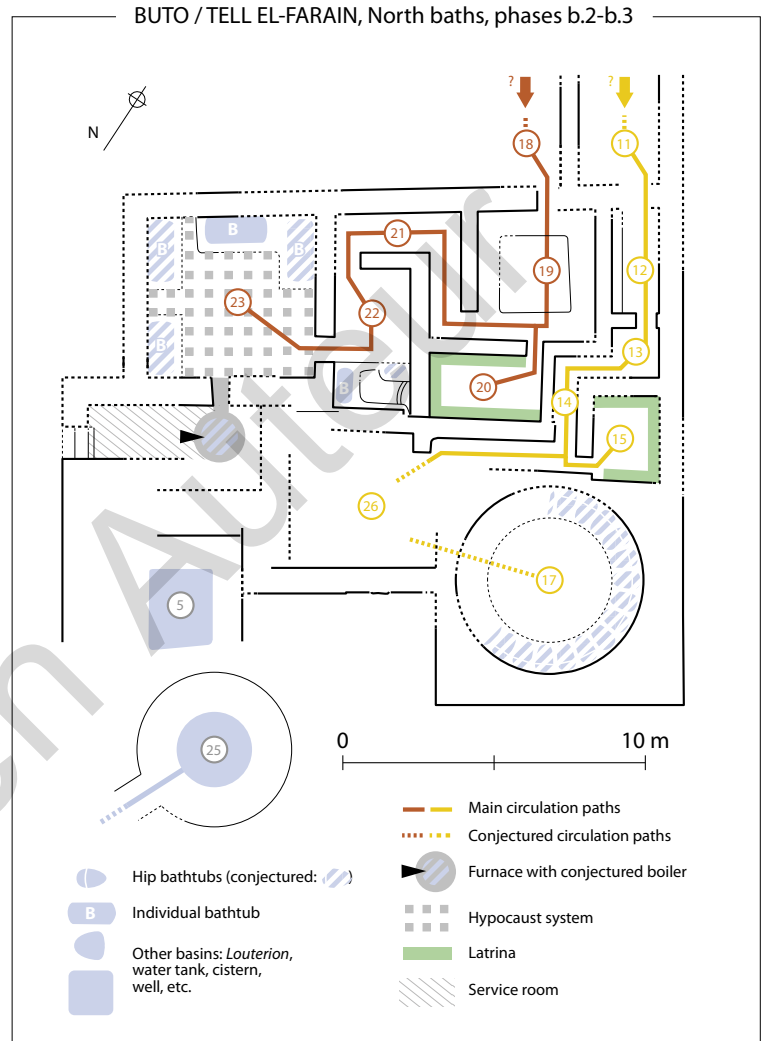 BUTO / TELL EL-FARAIN, North baths, phases b.2-b.3
? ?
N
18 11
B
21
B B
19 12
23
22
13
B
20
B
14
15
26
17
5
25
0 10 m
Main circulation paths
Conjectured circulation paths
Hip bathtubs (conjectured: )
Furnace with conjectured boiler
B Individual bathtub
Hypocaust system
Other basins: Louterion,
water tank, cistern,
well, etc.
Latrina
Service room
en Auteur